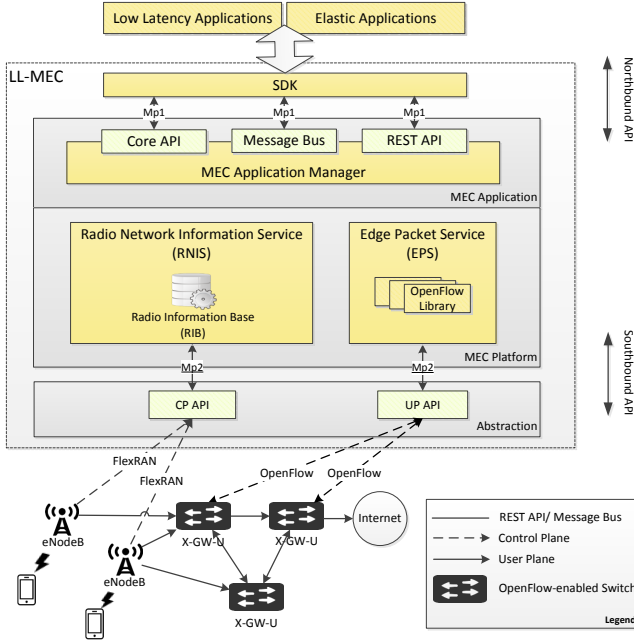 Low Latency Applications
Elastic Applications
LL-MEC
SDK
Northbound API
Mp1
Mp1
Mp1
Core API
Message Bus
REST API
MEC Application Manager
MEC Application
Radio Network Information Service
(RNIS)
Radio Information Base
(RIB)
Edge Packet Service
(EPS)
OpenFlow
Library
MEC Platform
Southbound API
Mp2
Mp2
CP API
UP API
Abstraction
FlexRAN
FlexRAN
OpenFlow
OpenFlow
eNodeB
eNodeB
X-GW-U
X-GW-U
X-GW-U
Internet
REST API/ Message Bus
Control Plane
User Plane
OpenFlow-enabled Switch
Legend